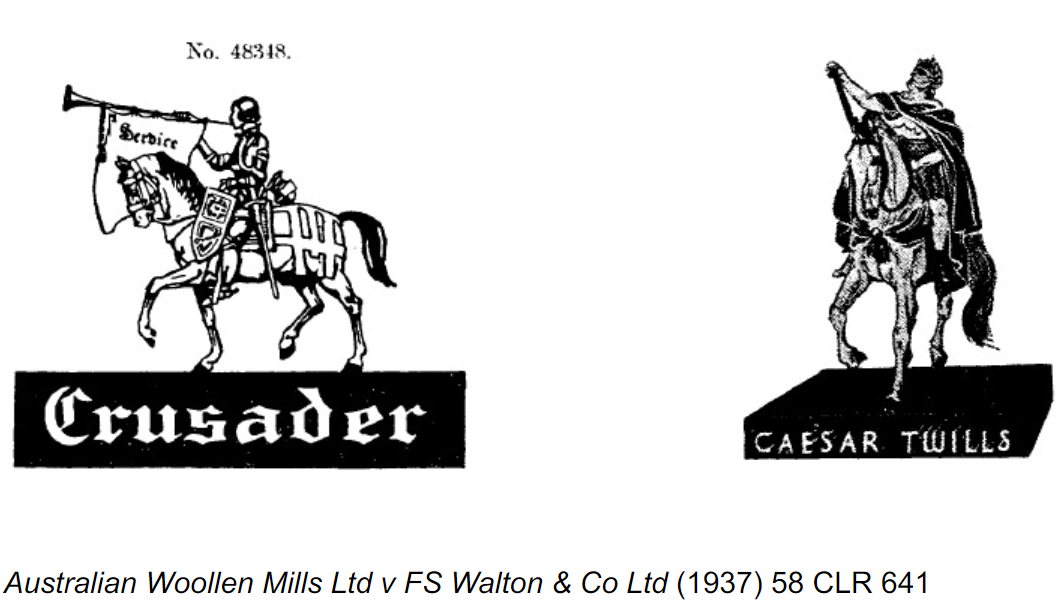 No. 48348.
Service
Crusader
CAESAR TWILLS
Australian Woollen Mills Ltd v FS Walton & Co Ltd (1937) 58 CLR 641